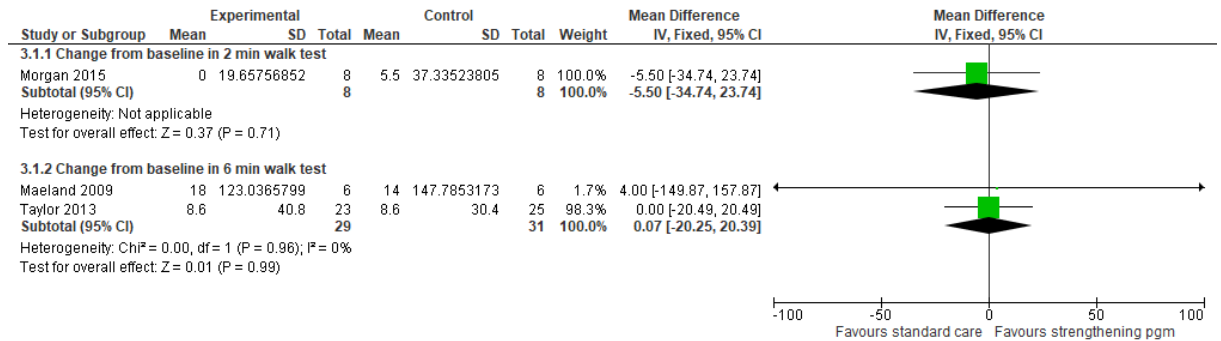 Experimental Control Mean Difference Mean Difference
Study or Subgroup Mean SD Total Mean SD Total Weight IV, Fixed, 95% CI IV, Fixed, 95% CI
3.1.1 Change from baseline in 2 min walk test
Morgan 2015 0 19.65756852 8 5.5 37.33523805 8 100.0% -5.50 [-34.74, 23.74]
Subtotal (95% CI) 8 8 100.0% -5.50 [-34.74, 23.74]
Heterogeneity: Not applicable
Test for overall effect: Z = 0.37 (P = 0.71)
3.1.2 Change from baseline in 6 min walk test
Maeland 2009 18 123.0365799 6 14 147.7853173 6 1.7% 4.00 [-149.87, 157.87]
Taylor 2013 8.6 40.8 23 8.6 30.4 25 98.3% 0.00 [-20.49, 20.49]
Subtotal (95% CI) 29 31 100.0% 0.07 [-20.25, 20.39]
Heterogeneity: Chi² = 0.00, df = 1 (P = 0.96); I² = 0%
Test for overall effect: Z = 0.01 (P = 0.99)
-100 -50 0 50 100
Favours standard care Favours strengthening pgm